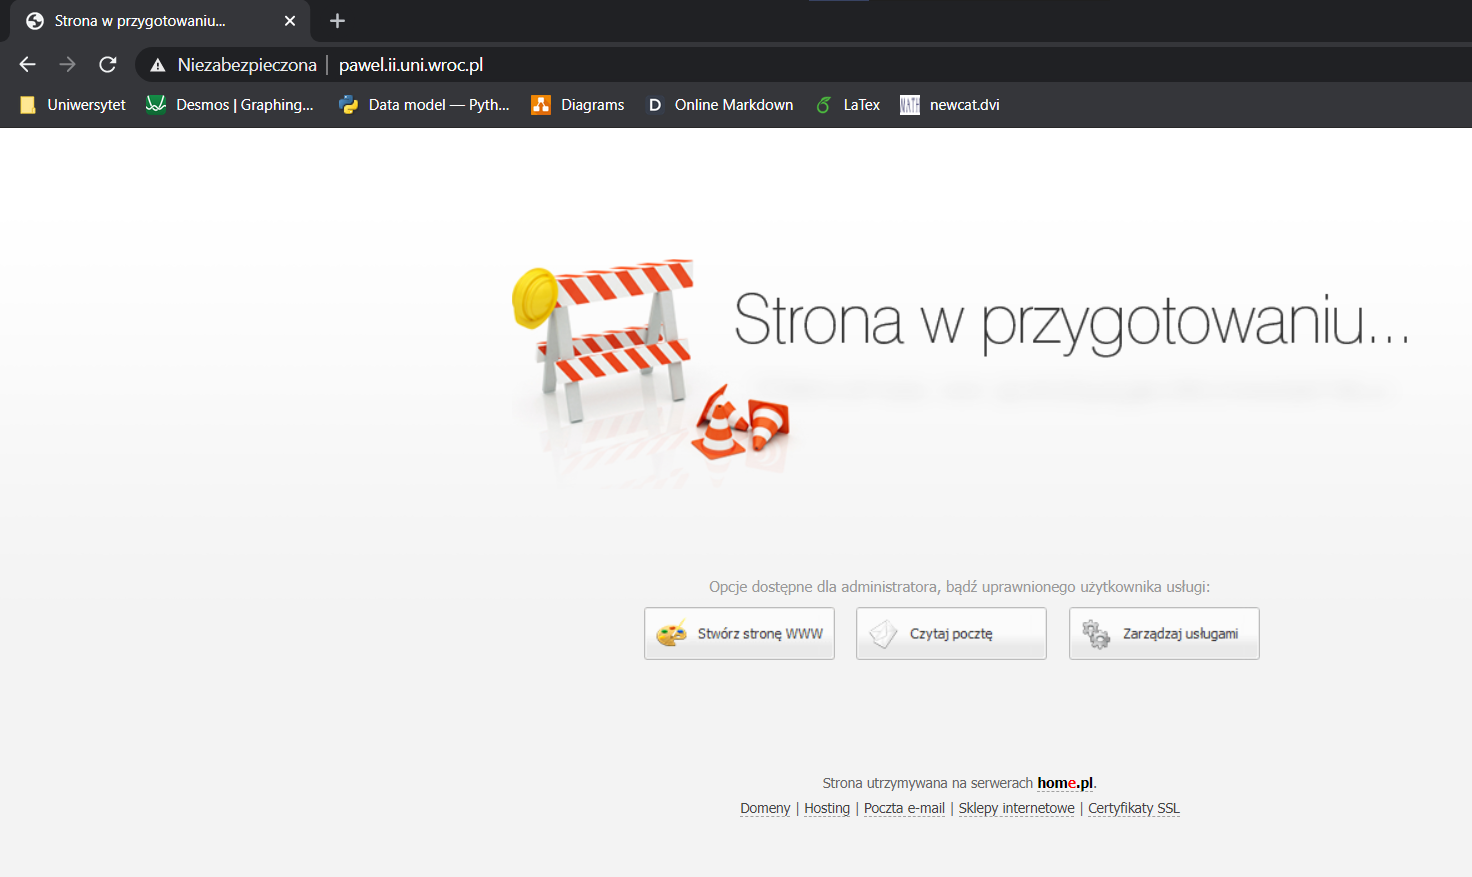 Strona w przygotowaniu...
Niezabezpieczona | pawel.ii.uni.wroc.pl
Uniwersytet Desmos | Graphing... Data model — Pyth... D Diagrams Online Markdown LaTex MATH newcat.dvi
Strona w przygotowaniu...
Opcje dostępne dla administratora, bądź uprawnionego użytkownika usługi:
Stwórz stronę WWW Czytaj pocztę Zarządzaj usługami
Strona utrzymywana na serwerach home.pl.
Domeny | Hosting | Poczta e-mail | Sklepy internetowe | Certyfikaty SSL